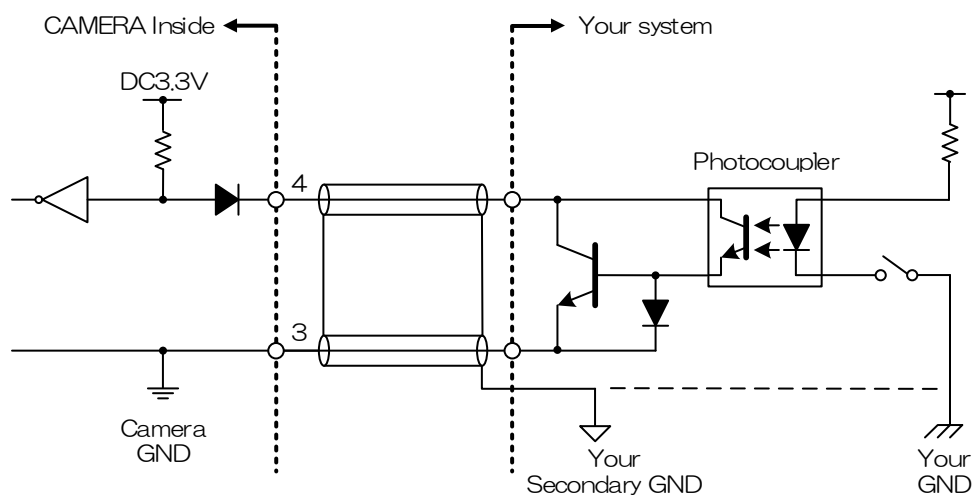 CAMERA Inside
Your system
DC3.3V
Photocoupler
4
3
Camera
GND
Your
Secondary GND
Your
GND